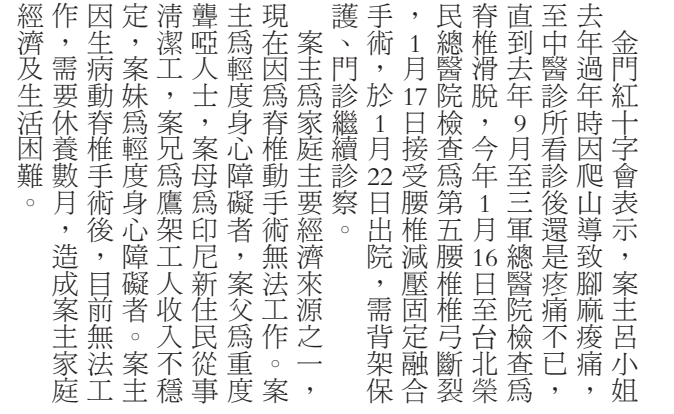 金門紅十字會表示，案主呂小姐
去年過年時因爬山導致腳麻痠痛，
至中醫診所看診後還是疼痛不已，
直到去年9月至三軍總醫院檢查爲
脊椎滑脫，今年1月16日至台北榮
民總醫院檢查爲第五腰椎椎弓斷裂
，1月17日接受腰椎減壓固定融合
手術，於1月22日出院，需背架保
護、門診繼續診察。
案主爲家庭主要經濟來源之一，
現在因爲脊椎動手術無法工作。案
主爲輕度身心障礙者，案父爲重度
聾啞人士，案母爲印尼新住民從事
清潔工，案兄爲鷹架工人收入不穩
定，案妹爲輕度身心障礙者。案主
因生病動脊椎手術後，目前無法工
作，需要休養數月，造成案主家庭
經濟及生活困難。